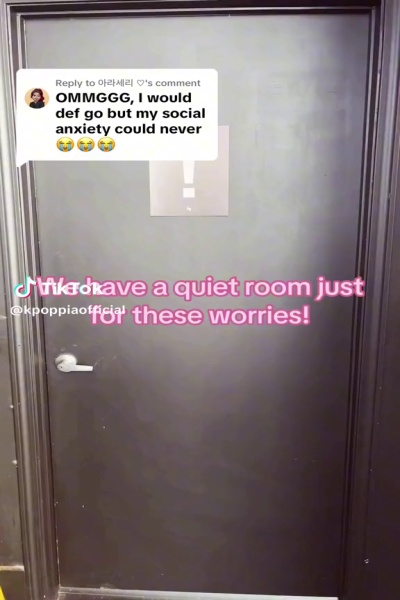 Reply to 아라세리 ♡'s comment
OMMGGG, I would
def go but my social
anxiety could never
😭😭😭
!
We have a quiet room just
for these worries!
TikTok
@kpoppiaofficial